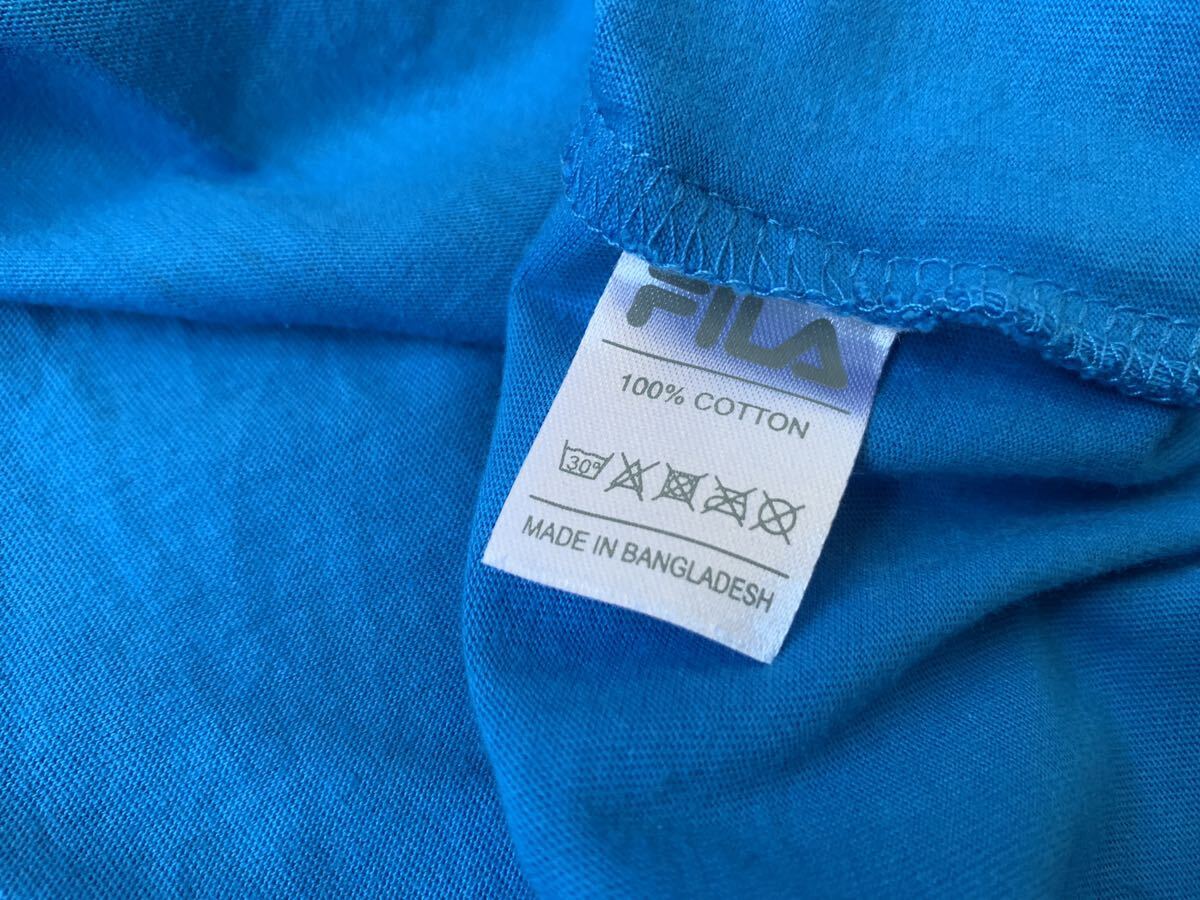 FILA
100% COTTON
30°
MADE IN BANGLADESH